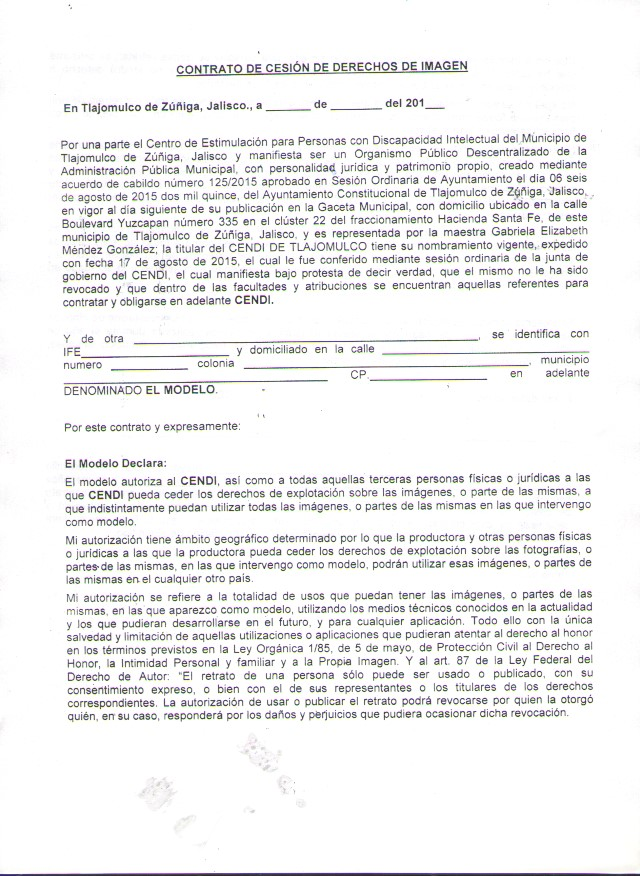 CONTRATO DE CESIÓN DE DERECHOS DE IMAGEN
En Tlajomulco de Zúñiga, Jalisco., a _______ de ________ del 201___
Por una parte el Centro de Estimulación para Personas con Discapacidad Intelectual del Municipio de
Tlajomulco de Zúñiga, Jalisco y manifiesta ser un Organismo Público Descentralizado de la
Administración Pública Municipal, con personalidad juridica y patrimonio propio, creado mediante
acuerdo de cabildo número 125/2015 aprobado en Sesión Ordinaria de Ayuntamiento el día 06 seis
de agosto de 2015 dos mil quince, del Ayuntamiento Constitucional de Tlajomulco de Zúñiga, Jalisco,
en vigor al día siguiente de su publicación en la Gaceta Municipal, con domicilio ubicado en la calle
Boulevard Yuzcapan número 335 en el clúster 22 del fraccionamiento Hacienda Santa Fe, de este
municipio de Tlajomulco de Zúñiga, Jalisco, y es representada por la maestra Gabriela Elizabeth
Méndez González; la titular del CENDI DE TLAJOMULCO tiene su nombramiento vigente, expedido
con fecha 17 de agosto de 2015, el cual le fue conferido mediante sesión ordinaria de la junta de
gobierno del CENDI, el cual manifiesta bajo protesta de decir verdad, que el mismo no le ha sido
revocado y que dentro de las facultades y atribuciones se encuentran aquellas referentes para
contratar y obligarse en adelante CENDI.
Y de otra ____________________, se identifica con
IFE____________________ y domiciliado en la calle ____________________
numero __________ colonia ____________________, municipio
____________________ CP.__________ en adelante
DENOMINADO EL MODELO.
Por este contrato y expresamente:
El Modelo Declara:
El modelo autoriza al CENDI, así como a todas aquellas terceras personas físicas o jurídicas a las
que CENDI pueda ceder los derechos de explotación sobre las imágenes, o parte de las mismas, a
que indistintamente puedan utilizar todas las imágenes, o partes de las mismas en las que intervengo
como modelo.
Mi autorización tiene ámbito geográfico determinado por lo que la productora y otras personas físicas
o jurídicas a las que la productora pueda ceder los derechos de explotación sobre las fotografías, o
partes de las mismas, en las que intervengo como modelo, podrán utilizar esas imágenes, o partes de
las mismas en el cualquier otro país.
Mi autorización se refiere a la totalidad de usos que puedan tener las imágenes, o partes de las
mismas, en las que aparezco como modelo, utilizando los medios técnicos conocidos en la actualidad
y los que pudieran desarrollarse en el futuro, y para cualquier aplicación. Todo ello con la única
salvedad y limitación de aquellas utilizaciones o aplicaciones que pudieran atentar al derecho al honor
en los términos previstos en la Ley Orgánica 1/85, de 5 de mayo, de Protección Civil al Derecho al
Honor, la Intimidad Personal y familiar y a la Propia Imagen. Y al art. 87 de la Ley Federal del
Derecho de Autor: “El retrato de una persona sólo puede ser usado o publicado, con su
consentimiento expreso, o bien con el de sus representantes o los titulares de los derechos
correspondientes. La autorización de usar o publicar el retrato podrá revocarse por quien la otorgó
quién, en su caso, responderá por los daños y perjuicios que pudiera ocasionar dicha revocación.